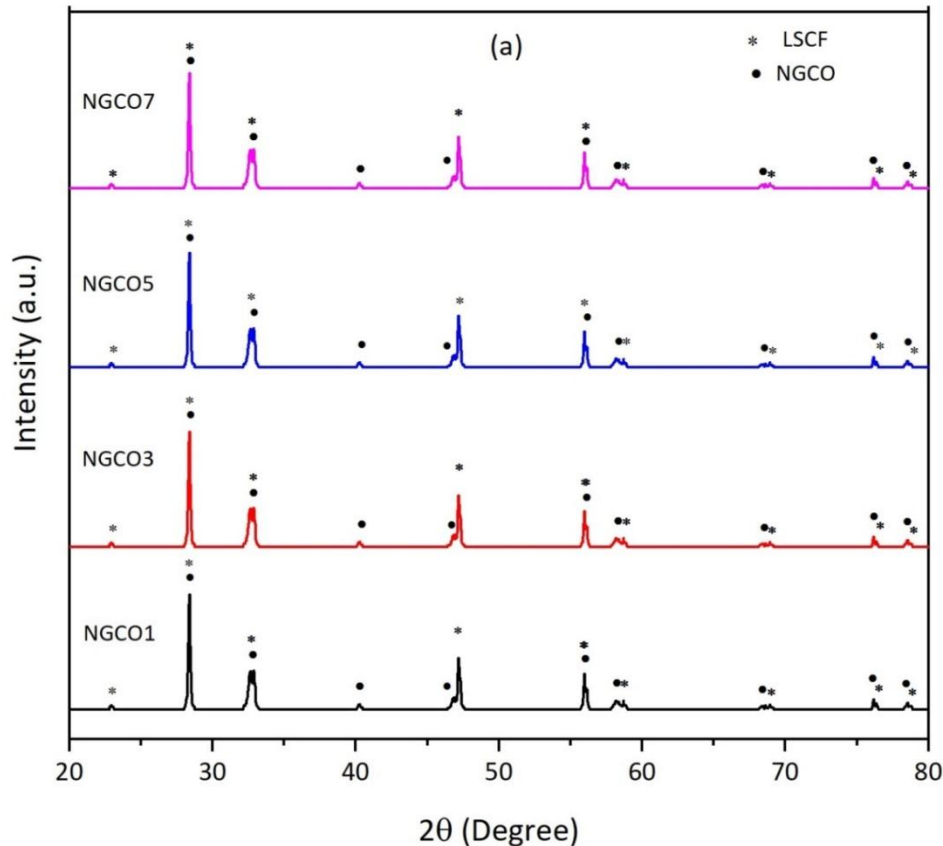 (a)
* LSCF
● NGCO
NGCO7
NGCO5
NGCO3
NGCO1
Intensity (a.u.)
20 30 40 50 60 70 80
2θ (Degree)